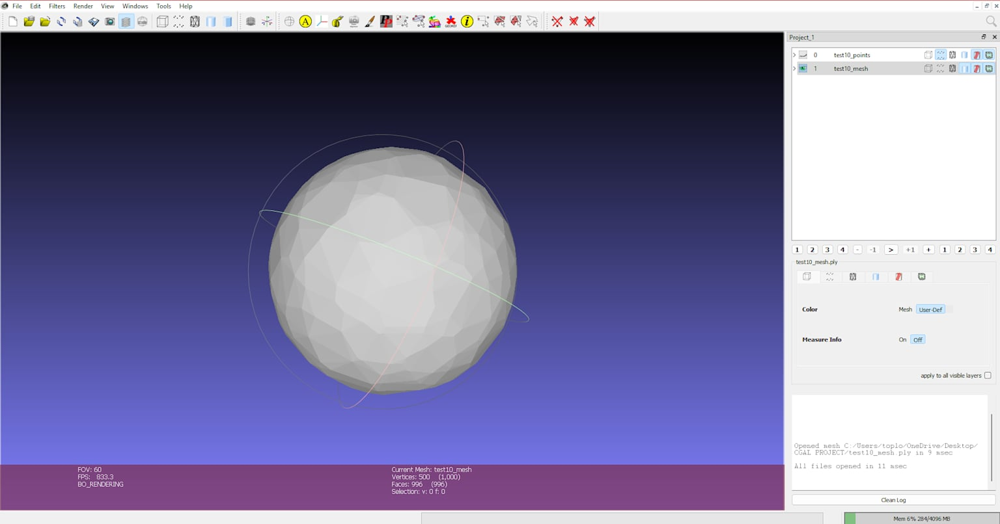 File Edit Filters Render View Windows Tools Help
A
GEOREF
i
Project_1
0 test10_points
1 test10_mesh
1 2 3 4 - -1 > +1 + 1 2 3 4
test10_mesh.ply
Color Mesh User-Def
Measure Info On Off
apply to all visible layers
Opened mesh C:/Users/toplo/OneDrive/Desktop/
CGAL PROJECT/test10_mesh.ply in 9 msec
All files opened in 11 msec
Clean Log
FOV: 60
FPS: 833.3
BO_RENDERING
Current Mesh: test10_mesh
Vertices: 500 (1,000)
Faces: 996 (996)
Selection: v: 0 f: 0
Mem 6% 284/4096 MB